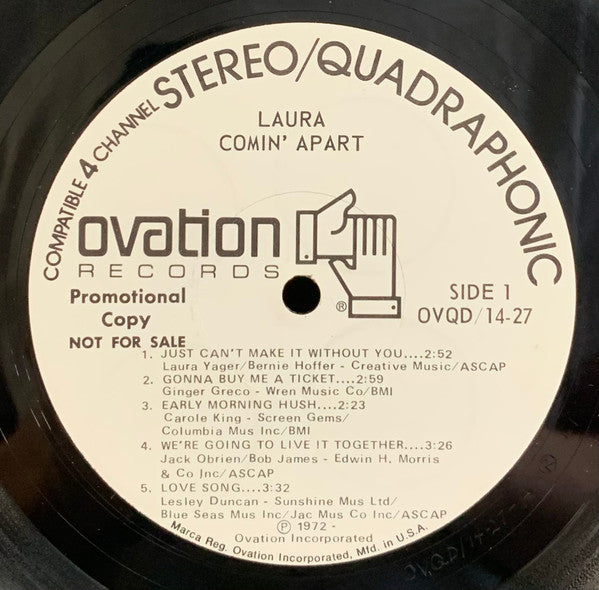 COMPATIBLE 4 CHANNEL STEREO/QUADRAPHONIC
LAURA
COMIN' APART
ovation
RECORDS
®
Promotional
Copy
NOT FOR SALE
SIDE 1
OVQD/14-27
1. JUST CAN'T MAKE IT WITHOUT YOU....2:52
Laura Yager/Bernie Hoffer - Creative Music/ASCAP
2. GONNA BUY ME A TICKET....2:59
Ginger Greco - Wren Music Co/BMI
3. EARLY MORNING HUSH....2:23
Carole King - Screen Gems/
Columbia Mus Inc/BMI
4. WE'RE GOING TO LIVE IT TOGETHER....3:26
Jack Obrien/Bob James - Edwin H. Morris
& Co Inc/ASCAP
5. LOVE SONG....3:32
Lesley Duncan - Sunshine Mus Ltd/
Blue Seas Mus Inc/Jac Mus Co Inc/ASCAP
℗ 1972 -
Ovation Incorporated
Marca Reg. Ovation Incorporated, Mfd. in U.S.A.